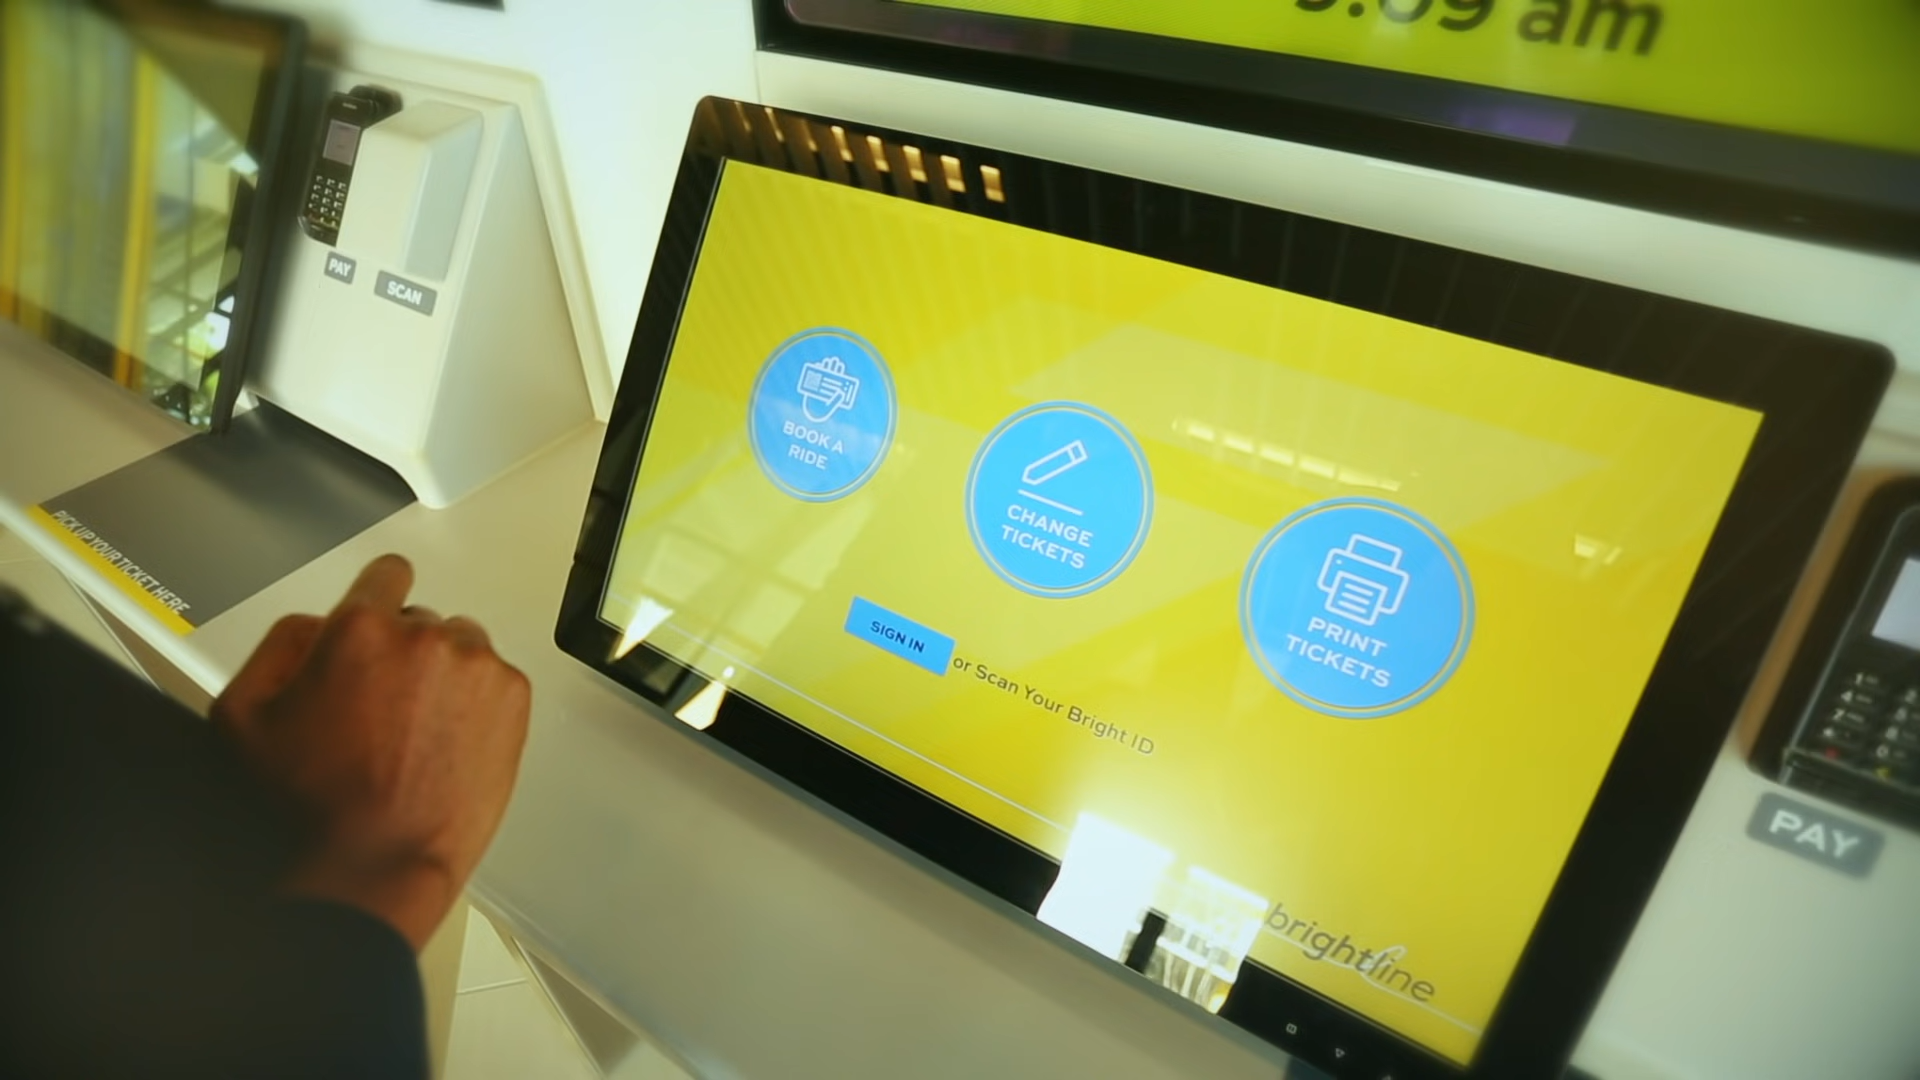 :09 am
PAY
SCAN
PICK UP YOUR TICKET HERE
BOOK A
RIDE
CHANGE
TICKETS
PRINT
TICKETS
SIGN IN
or Scan Your Bright ID
brightline
PAY